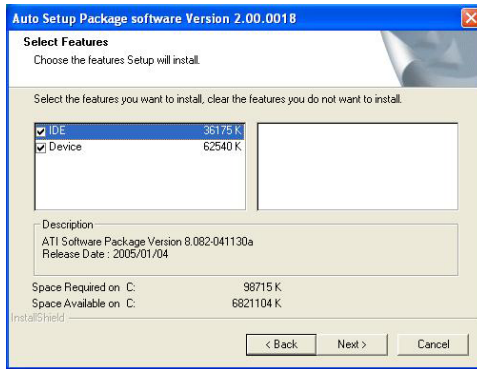 Auto Setup Package software Version 2.00.0018
Select Features
Choose the features Setup will install.
Select the features you want to install, clear the features you do not want to install.
IDE 36175 K
Device 62540 K
Description
ATI Software Package Version 8.082-041130a
Release Date : 2005/01/04
Space Required on C: 98715 K
Space Available on C: 6821104 K
InstallShield
< Back Next > Cancel